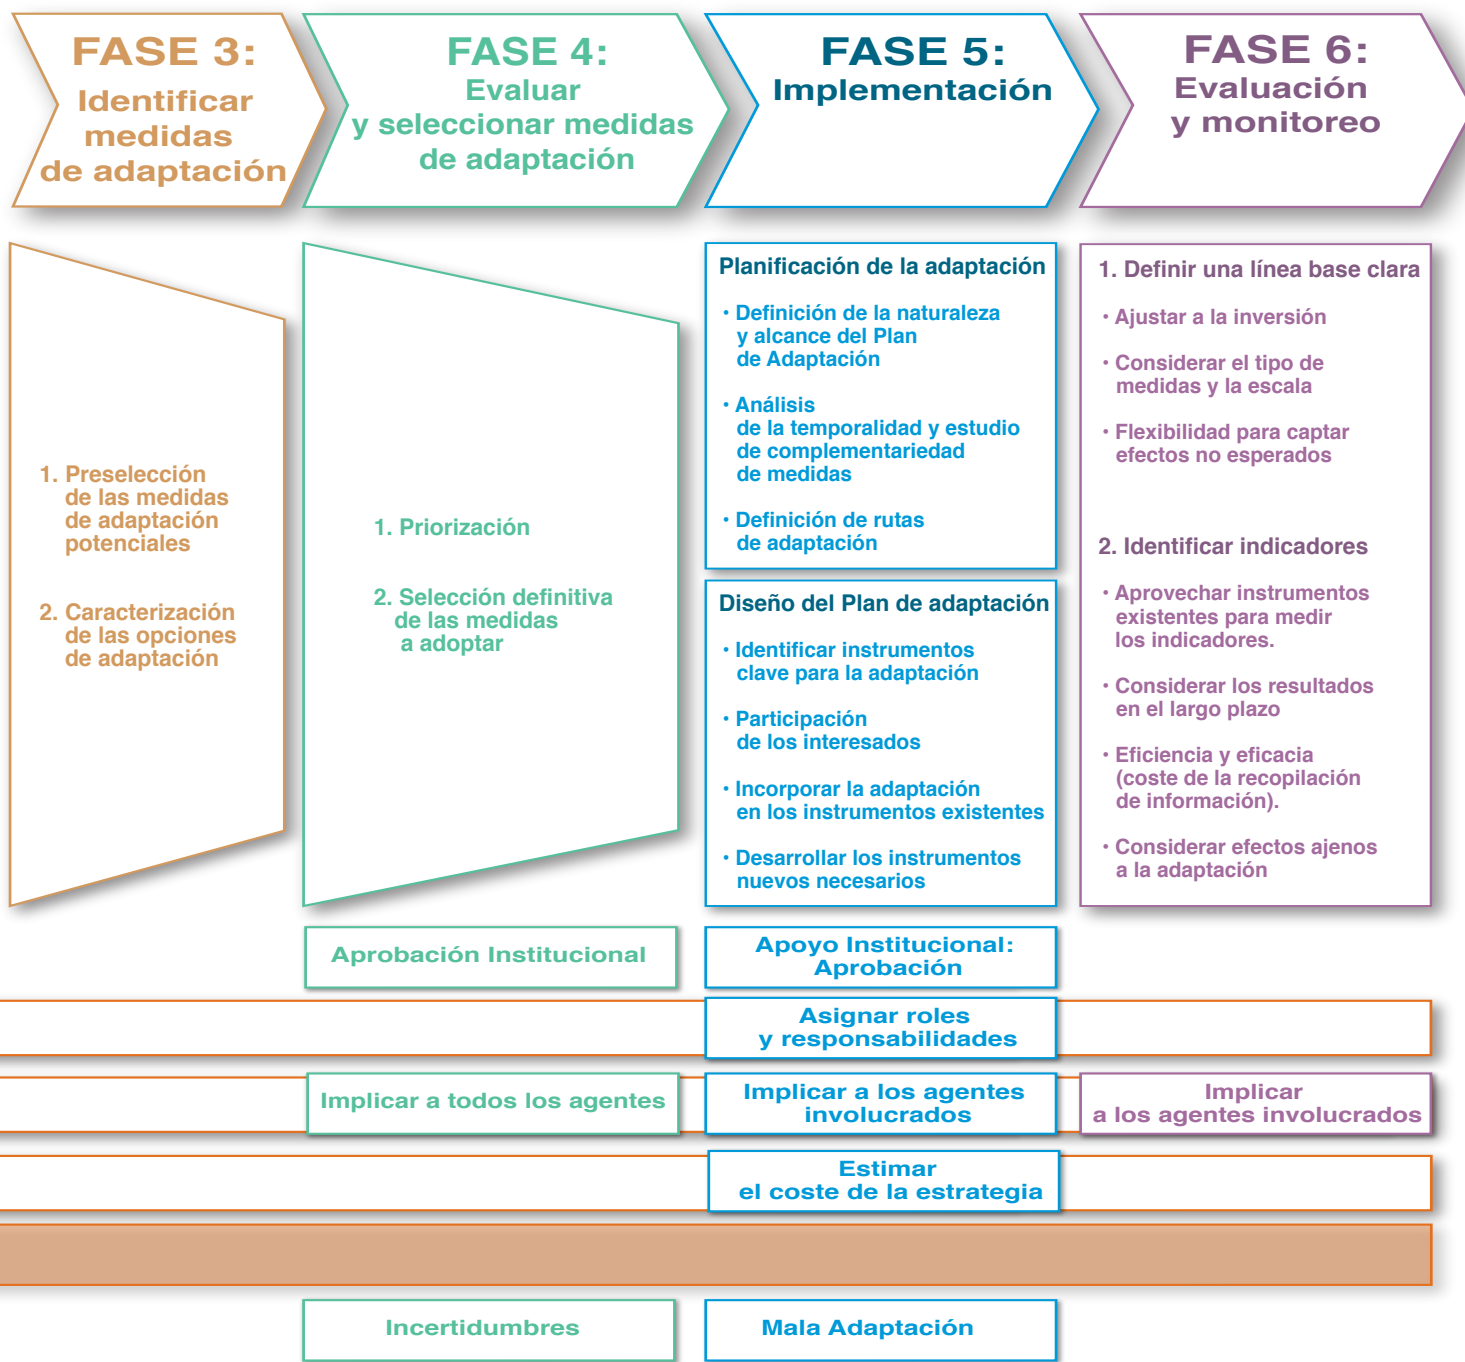 FASE 3:
Identificar
medidas
de adaptación
FASE 4:
Evaluar
y seleccionar medidas
de adaptación
FASE 5:
Implementación
FASE 6:
Evaluación
y monitoreo
1. Preselección
de las medidas
de adaptación
potenciales
2. Caracterización
de las opciones
de adaptación
1. Priorización
2. Selección definitiva
de las medidas
a adoptar
Planificación de la adaptación
· Definición de la naturaleza
y alcance del Plan
de Adaptación
· Análisis
de la temporalidad y estudio
de complementariedad
de medidas
· Definición de rutas
de adaptación
Diseño del Plan de adaptación
· Identificar instrumentos
clave para la adaptación
· Participación
de los interesados
· Incorporar la adaptación
en los instrumentos existentes
· Desarrollar los instrumentos
nuevos necesarios
1. Definir una línea base clara
· Ajustar a la inversión
· Considerar el tipo de
medidas y la escala
· Flexibilidad para captar
efectos no esperados
2. Identificar indicadores
· Aprovechar instrumentos
existentes para medir
los indicadores.
· Considerar los resultados
en el largo plazo
· Eficiencia y eficacia
(coste de la recopilación
de información).
· Considerar efectos ajenos
a la adaptación
Aprobación Institucional
Apoyo Institucional:
Aprobación
Asignar roles
y responsabilidades
Implicar a todos los agentes
Implicar a los agentes
involucrados
Implicar
a los agentes involucrados
Estimar
el coste de la estrategia
Incertidumbres
Mala Adaptación